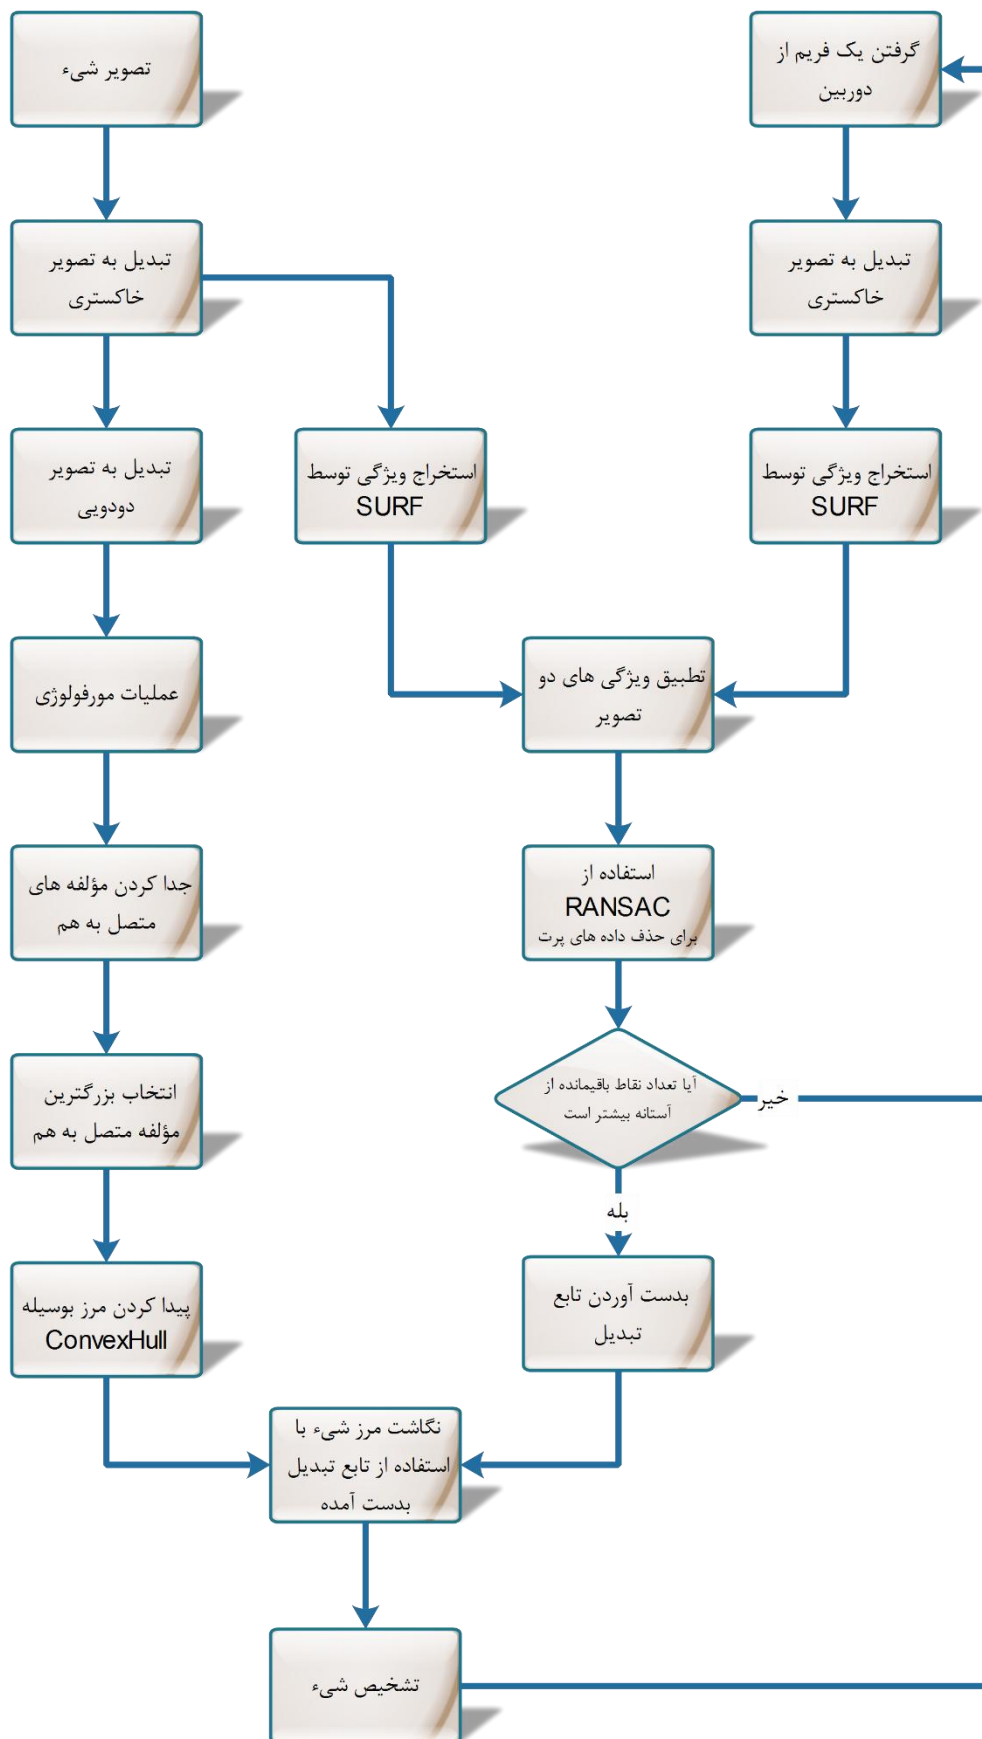 تصویر شیء
گرفتن یک فریم از
دوربین
تبدیل به تصویر
خاکستری
تبدیل به تصویر
خاکستری
تبدیل به تصویر
دودویی
استخراج ویژگی توسط
SURF
استخراج ویژگی توسط
SURF
عملیات مورفولوژی
تطبیق ویژگی های دو
تصویر
جدا کردن مؤلفه های
متصل به هم
استفاده از
RANSAC
برای حذف داده های پرت
انتخاب بزرگترین
مؤلفه متصل به هم
آیا تعداد نقاط باقیمانده از
آستانه بیشتر است
خیر
بله
پیدا کردن مرز بوسیله
ConvexHull
بدست آوردن تابع
تبدیل
نگاشت مرز شیء با
استفاده از تابع تبدیل
بدست آمده
تشخیص شیء